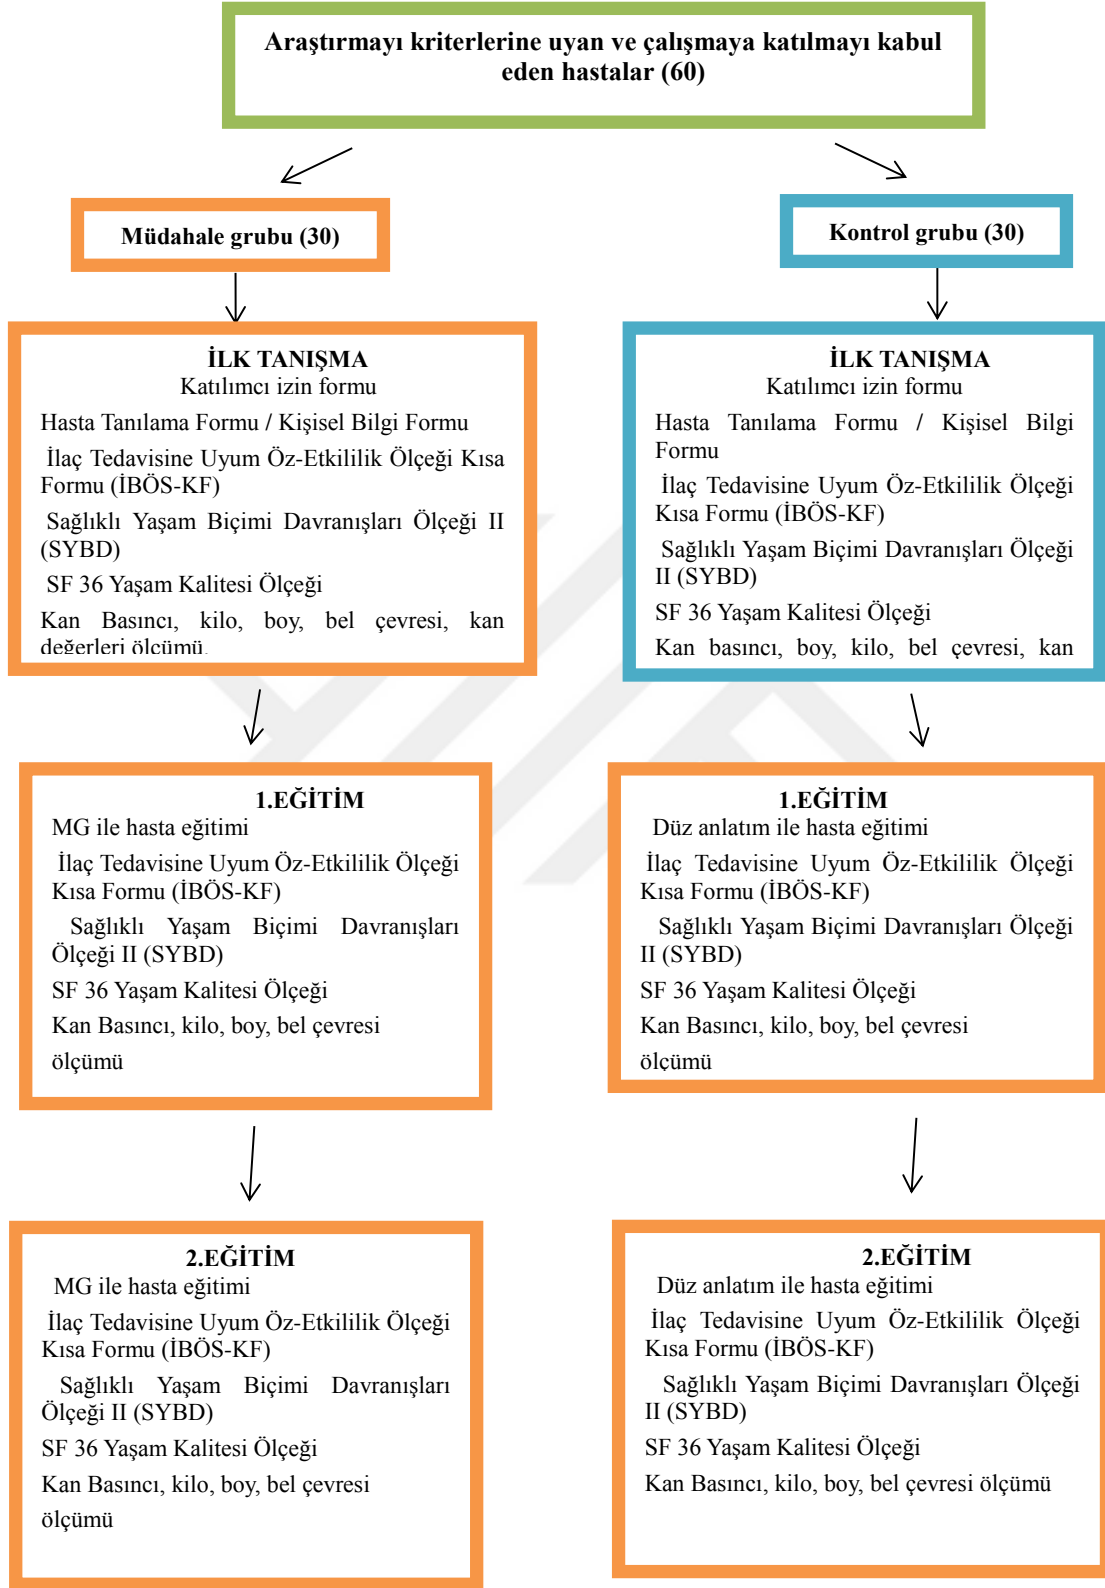 Araştırmayı kriterlerine uyan ve çalışmaya katılmayı kabul
eden hastalar (60)
Müdahale grubu (30)
Kontrol grubu (30)
İLK TANIŞMA
Katılımcı izin formu
Hasta Tanılama Formu / Kişisel Bilgi Formu
İlaç Tedavisine Uyum Öz-Etkililik Ölçeği Kısa
Formu (İBÖS-KF)
Sağlıklı Yaşam Biçimi Davranışları Ölçeği II
(SYBD)
SF 36 Yaşam Kalitesi Ölçeği
Kan Basıncı, kilo, boy, bel çevresi, kan
değerleri ölçümü.
İLK TANIŞMA
Katılımcı izin formu
Hasta Tanılama Formu / Kişisel Bilgi
Formu
İlaç Tedavisine Uyum Öz-Etkililik Ölçeği
Kısa Formu (İBÖS-KF)
Sağlıklı Yaşam Biçimi Davranışları Ölçeği
II (SYBD)
SF 36 Yaşam Kalitesi Ölçeği
Kan basıncı, boy, kilo, bel çevresi, kan
1.EĞİTİM
MG ile hasta eğitimi
İlaç Tedavisine Uyum Öz-Etkililik Ölçeği
Kısa Formu (İBÖS-KF)
Sağlıklı Yaşam Biçimi Davranışları
Ölçeği II (SYBD)
SF 36 Yaşam Kalitesi Ölçeği
Kan Basıncı, kilo, boy, bel çevresi
ölçümü
1.EĞİTİM
Düz anlatım ile hasta eğitimi
İlaç Tedavisine Uyum Öz-Etkililik Ölçeği
Kısa Formu (İBÖS-KF)
Sağlıklı Yaşam Biçimi Davranışları Ölçeği
II (SYBD)
SF 36 Yaşam Kalitesi Ölçeği
Kan Basıncı, kilo, boy, bel çevresi
ölçümü
2.EĞİTİM
MG ile hasta eğitimi
İlaç Tedavisine Uyum Öz-Etkililik Ölçeği
Kısa Formu (İBÖS-KF)
Sağlıklı Yaşam Biçimi Davranışları
Ölçeği II (SYBD)
SF 36 Yaşam Kalitesi Ölçeği
Kan Basıncı, kilo, boy, bel çevresi
ölçümü
2.EĞİTİM
Düz anlatım ile hasta eğitimi
İlaç Tedavisine Uyum Öz-Etkililik Ölçeği
Kısa Formu (İBÖS-KF)
Sağlıklı Yaşam Biçimi Davranışları Ölçeği
II (SYBD)
SF 36 Yaşam Kalitesi Ölçeği
Kan Basıncı, kilo, boy, bel çevresi ölçümü